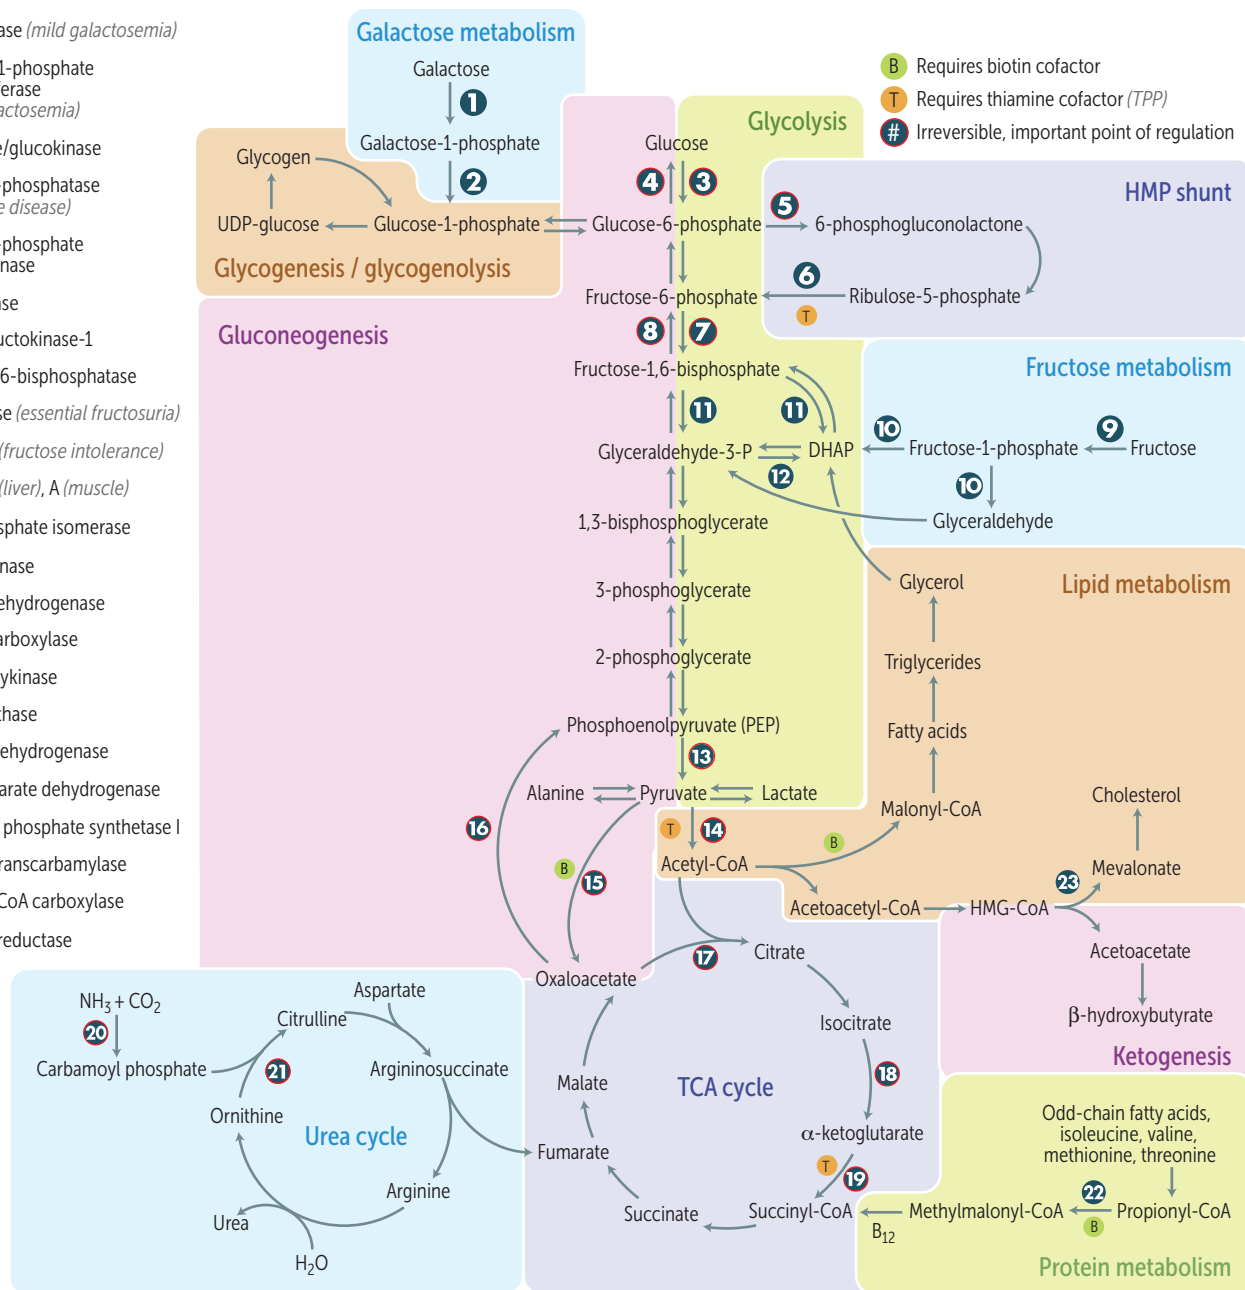 ase (mild galactosemia)
1-phosphate
ferase
lactosemia)
e/glucokinase
-phosphatase
e disease)
-phosphate
nase
ase
uctokinase-1
,6-bisphosphatase
se (essential fructosuria)
(fructose intolerance)
(liver), A (muscle)
sphate isomerase
nase
ehydrogenase
arboxylase
ykinase
thase
ehydrogenase
arate dehydrogenase
phosphate synthetase I
ranscarbamylase
CoA carboxylase
reductase
Galactose metabolism
Galactose
1
Galactose-1-phosphate
2
B Requires biotin cofactor
T Requires thiamine cofactor (TPP)
# Irreversible, important point of regulation
Glycogen
UDP-glucose
Glucose-1-phosphate
Glycogenesis / glycogenolysis
Glycolysis
Glucose
4 3
Glucose-6-phosphate
5
6-phosphogluconolactone
HMP shunt
6
T
Ribulose-5-phosphate
Fructose-6-phosphate
8 7
Gluconeogenesis
Fructose-1,6-bisphosphate
11 11
Fructose metabolism
Glyceraldehyde-3-P
12
DHAP
10
Fructose-1-phosphate
9
Fructose
10
Glyceraldehyde
1,3-bisphosphoglycerate
3-phosphoglycerate
2-phosphoglycerate
Phosphoenolpyruvate (PEP)
13
Alanine
Pyruvate
Lactate
16
B
15
T
14
Acetyl-CoA
Lipid metabolism
Glycerol
Triglycerides
Fatty acids
Malonyl-CoA
B
Cholesterol
Mevalonate
23
Acetoacetyl-CoA
HMG-CoA
Acetoacetate
β-hydroxybutyrate
Ketogenesis
Oxaloacetate
17
Citrate
Isocitrate
18
TCA cycle
α-ketoglutarate
T
19
Succinyl-CoA
Succinate
Fumarate
Malate
NH3 + CO2
20
Carbamoyl phosphate
21
Citrulline
Aspartate
Argininosuccinate
Ornithine
Urea cycle
Arginine
Urea
H2O
Odd-chain fatty acids,
isoleucine, valine,
methionine, threonine
22
B
Propionyl-CoA
Methylmalonyl-CoA
B12
Protein metabolism